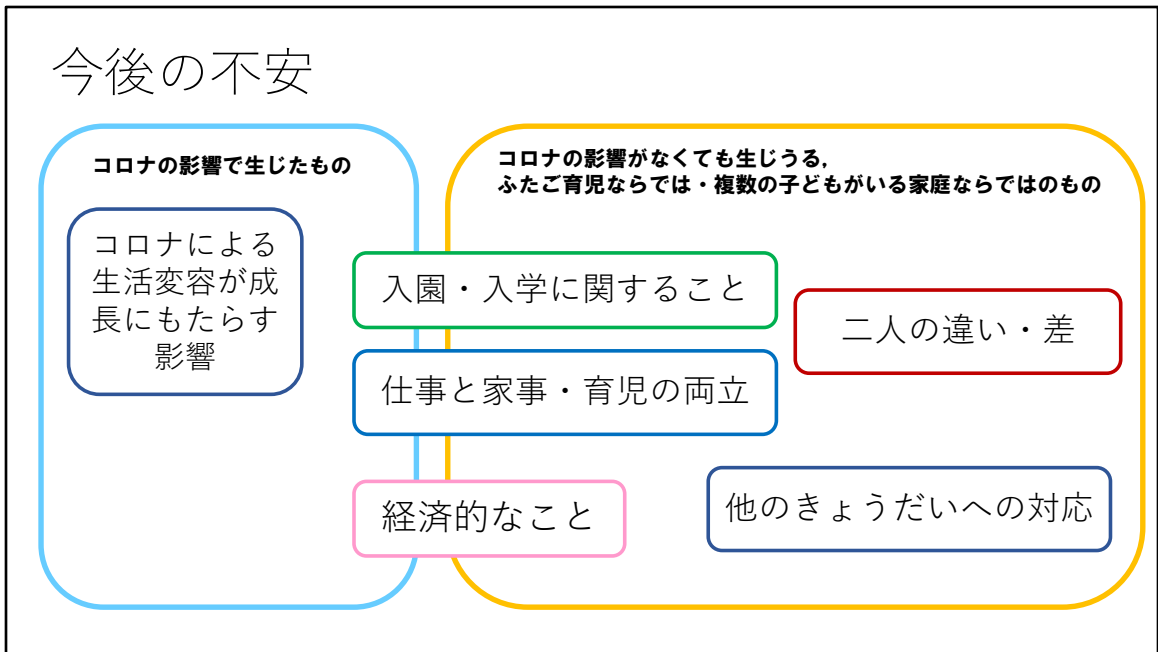 今後の不安
コロナの影響で生じたもの
コロナの影響がなくても生じうる,
ふたご育児ならでは・複数の子どもがいる家庭ならではのもの
コロナによる
生活変容が成
長にもたらす
影響
入園・入学に関すること
二人の違い・差
仕事と家事・育児の両立
経済的なこと
他のきょうだいへの対応